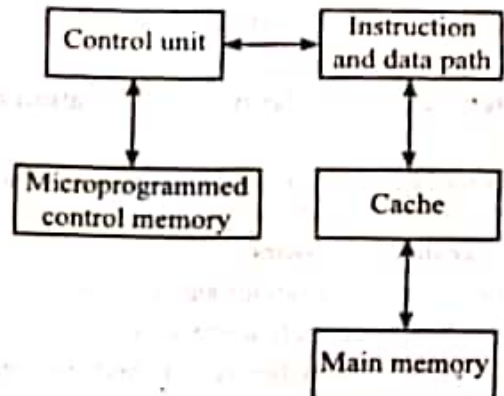 Control unit
Instruction
and data path
Microprogrammed
control memory
Cache
Main memory